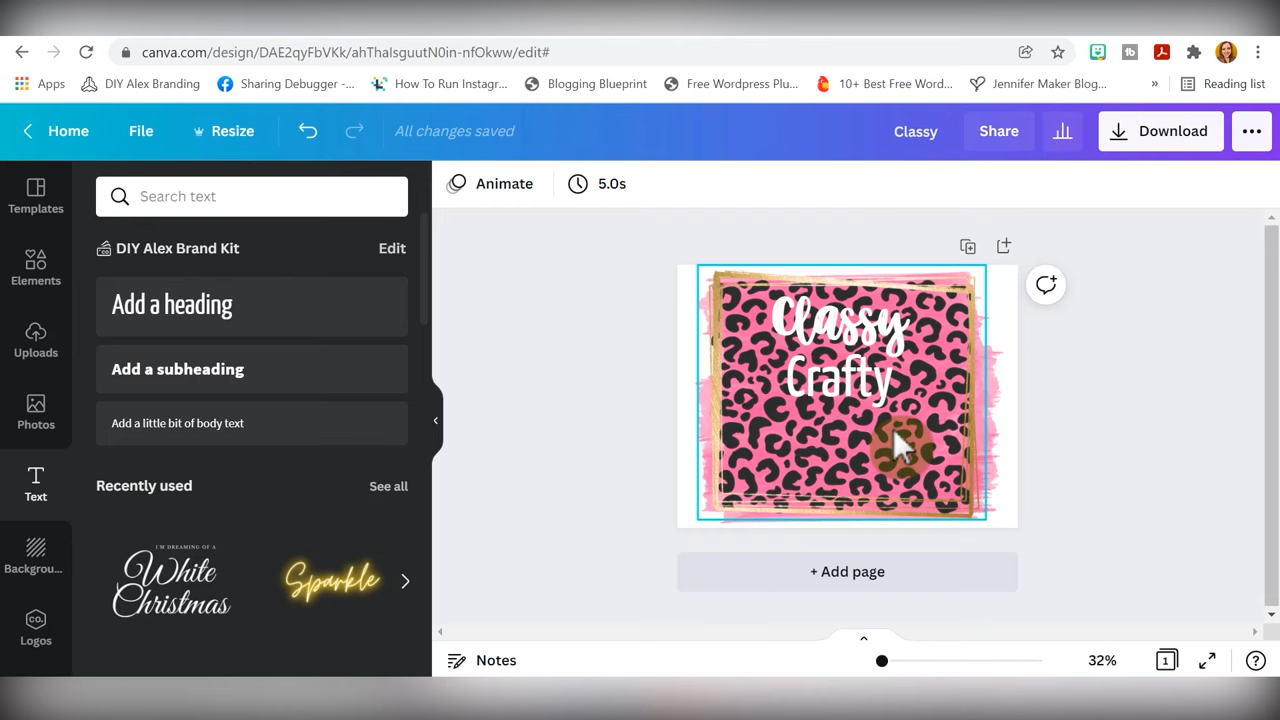 canva.com/design/DAE2qyFbVKk/ahThaIsguutN0in-nfOkww/edit#
Apps
DIY Alex Branding
Sharing Debugger -...
How To Run Instagr...
Blogging Blueprint
Free Wordpress Plu...
10+ Best Free Word...
Jennifer Maker Blog...
»
Reading list
Home
File
Resize
All changes saved
Classy
Share
Download
Templates
Elements
Uploads
Photos
Text
Backgrou...
CO.
Logos
Search text
DIY Alex Brand Kit
Edit
Add a heading
Add a subheading
Add a little bit of body text
Recently used
See all
I'M DREAMING OF A
White
Christmas
Sparkle
Animate
5.0s
Classy
Crafty
+ Add page
Notes
32%
1
?